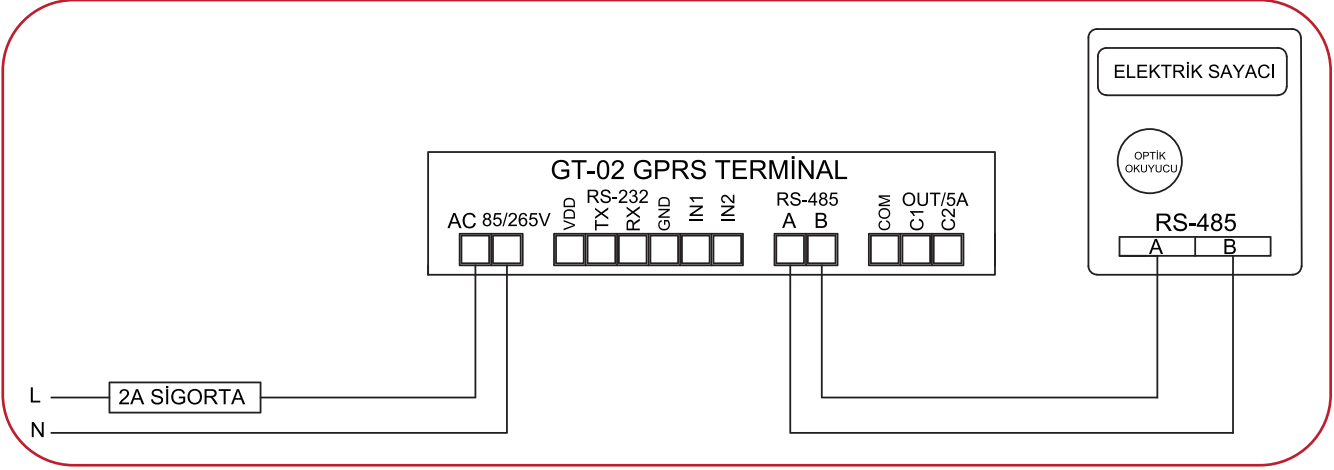 ELEKTRİK SAYACI
OPTİK
OKUYUCU
RS-485
A B
GT-02 GPRS TERMİNAL
AC 85/265V
RS-232
VDD TX RX GND IN1 IN2
RS-485
A B
OUT/5A
COM C1 C2
L
2A SİGORTA
N